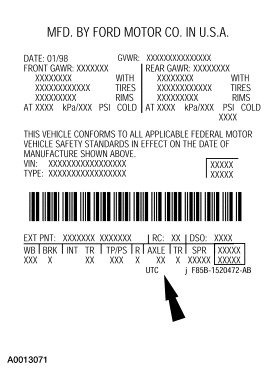 MFD. BY FORD MOTOR CO. IN U.S.A.
DATE: 01/98 GVWR: XXXXXXXXXXXXXXX
FRONT GAWR: XXXXXXX REAR GAWR: XXXXXXXX
XXXXXXXX WITH XXXXXXXX WITH
XXXXXXXXXXX TIRES XXXXXXXXXXX TIRES
XXXXXXXXX RIMS XXXXXXXXX RIMS
AT XXXX kPa/XXX PSI COLD AT XXXX kPa/XXX PSI COLD
XXXX
THIS VEHICLE CONFORMS TO ALL APPLICABLE FEDERAL MOTOR
VEHICLE SAFETY STANDARDS IN EFFECT ON THE DATE OF
MANUFACTURE SHOWN ABOVE.
VIN: XXXXXXXXXXXXXXXXX XXXXX
TYPE: XXXXXXXXXXXXXXXXX XXXXX
EXT PNT: XXXXXXX XXXXXXX RC: XX DSO: XXXX
WB BRK INT TR TP/PS R AXLE TR SPR XXXXX
XXX X XX XXX X XX X XXX XXXXX
UTC j F85B-1520472-AB
A0013071